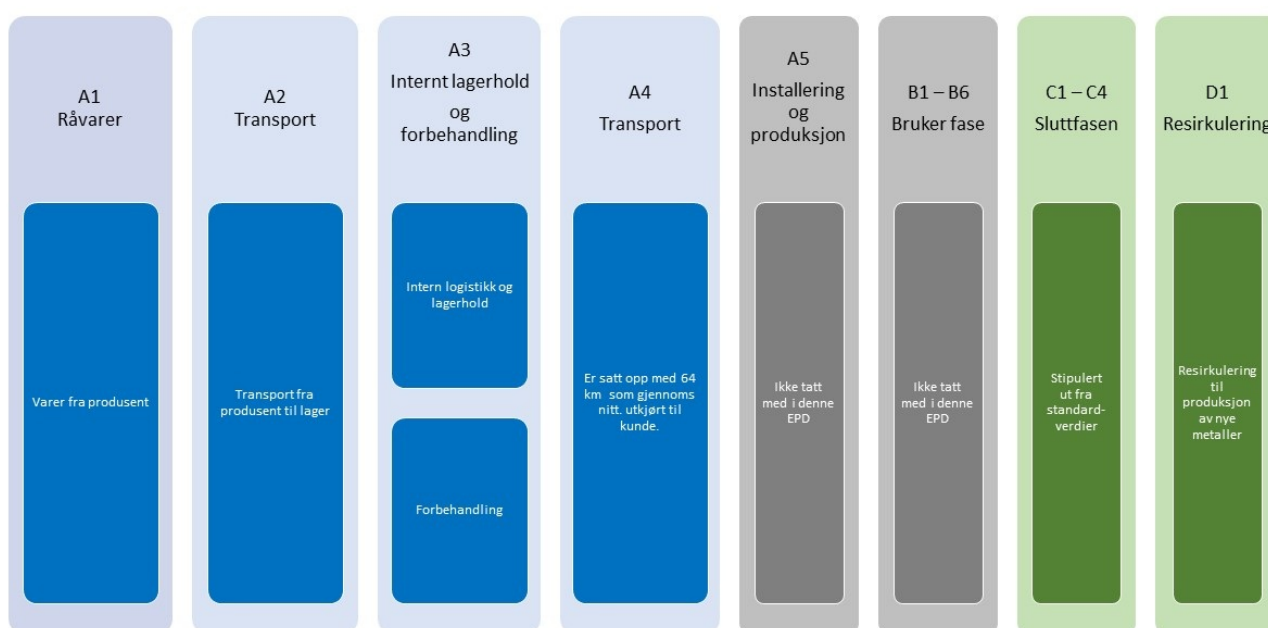 A1
Råvarer
Varer fra produsent
A2
Transport
Transport fra
produsent til lager
A3
Internt lagerhold
og
forbehandling
Intern logistikk og
lagerhold
Forbehandling
A4
Transport
Er satt opp med 64
km som gjennoms
nitt. utkjørt til
kunde.
A5
Installering
og
produksjon
Ikke tatt
med i denne
EPD
B1 – B6
Bruker fase
Ikke tatt
med i denne
EPD
C1 – C4
Sluttfasen
Stipulert
ut fra
standard-
verdier
D1
Resirkulering
Resirkulering
til
produksjon
av nye
metaller